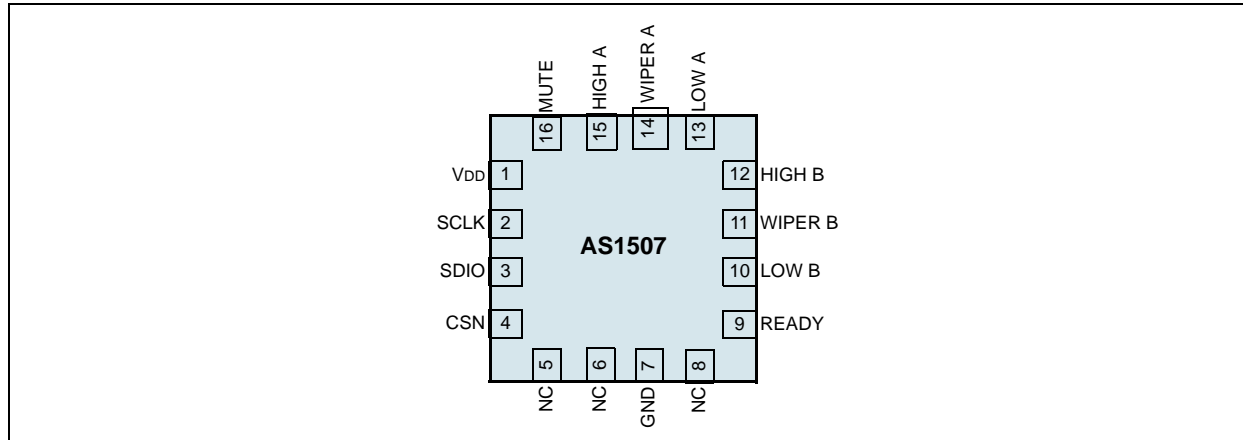 MUTE
HIGH A
WIPER A
LOW A
16
15
14
13
VDD 1
12 HIGH B
SCLK 2
11 WIPER B
AS1507
SDIO 3
10 LOW B
CSN 4
9 READY
5
6
7
8
NC
NC
GND
NC